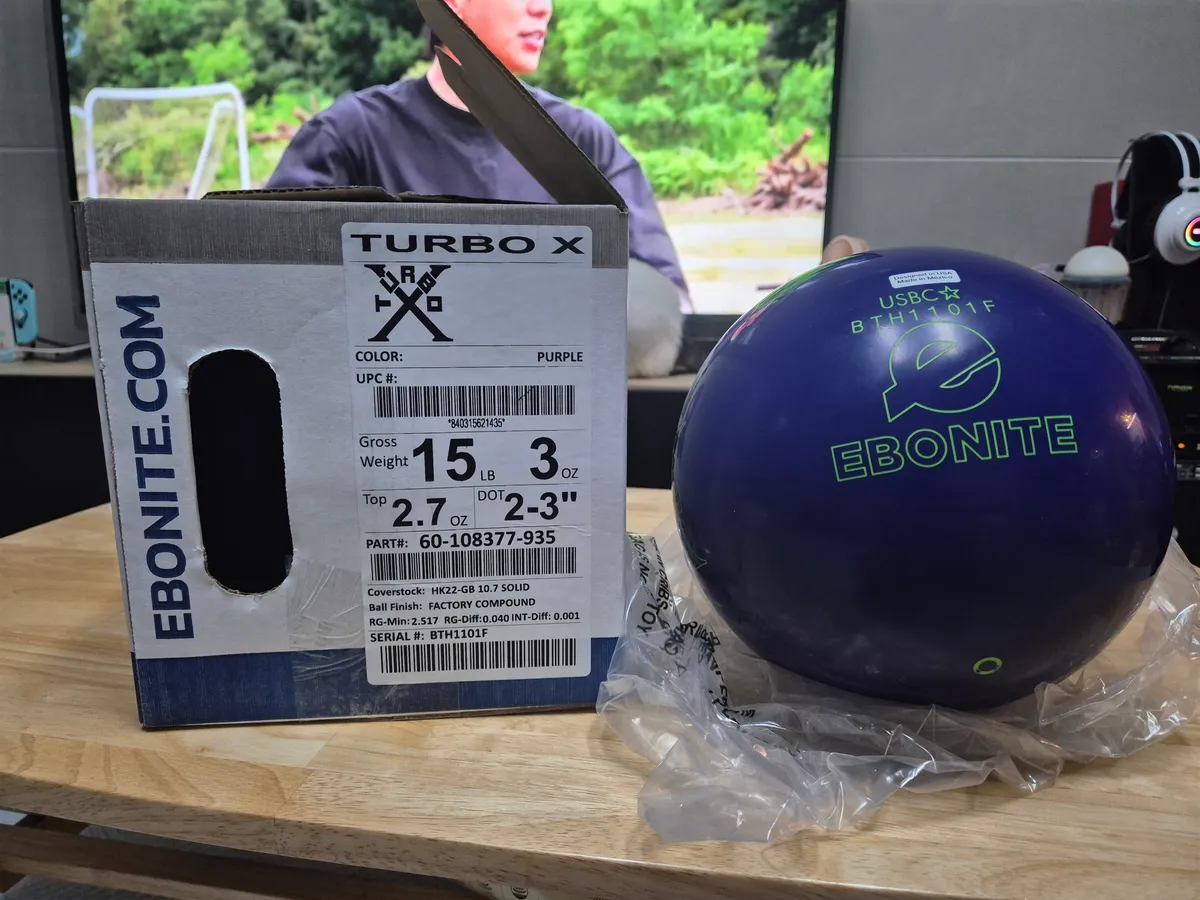 TURBO X
TURBO
X
COLOR: PURPLE
UPC #:
*840315621435*
Gross Weight 15 LB 3 OZ
Top 2.7 OZ DOT 2-3"
PART#: 60-108377-935
Coverstock: HK22-GB 10.7 SOLID
Ball Finish: FACTORY COMPOUND
RG-Min: 2.517 RG-Diff: 0.040 INT-Diff: 0.001
SERIAL #: BTH1101F
EBONITE.COM
Designed in USA
Made in Mexico
USBC☆
BTH1101F
e
EBONITE